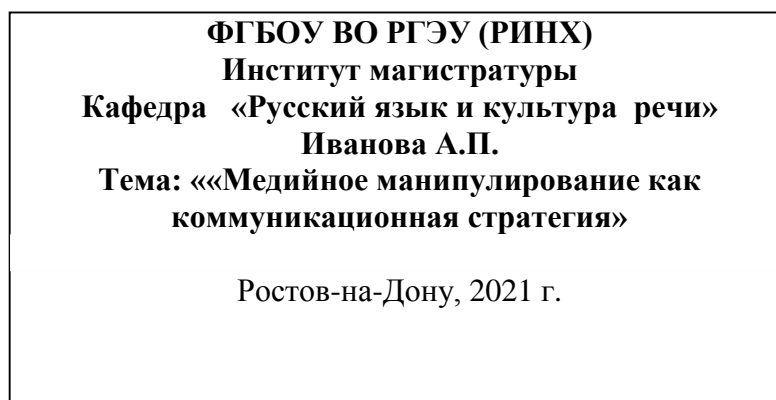 ФГБОУ ВО РГЭУ (РИНХ)
Институт магистратуры
Кафедра «Русский язык и культура речи»
Иванова А.П.
Тема: ««Медийное манипулирование как
коммуникационная стратегия»
Ростов-на-Дону, 2021 г.